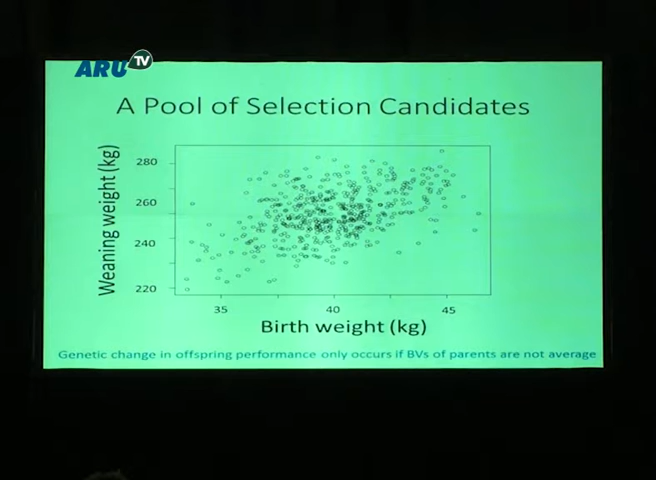 ARU TV
A Pool of Selection Candidates
Weaning weight (kg)
280
260
240
220
35 40 45
Birth weight (kg)
Genetic change in offspring performance only occurs if BVs of parents are not average